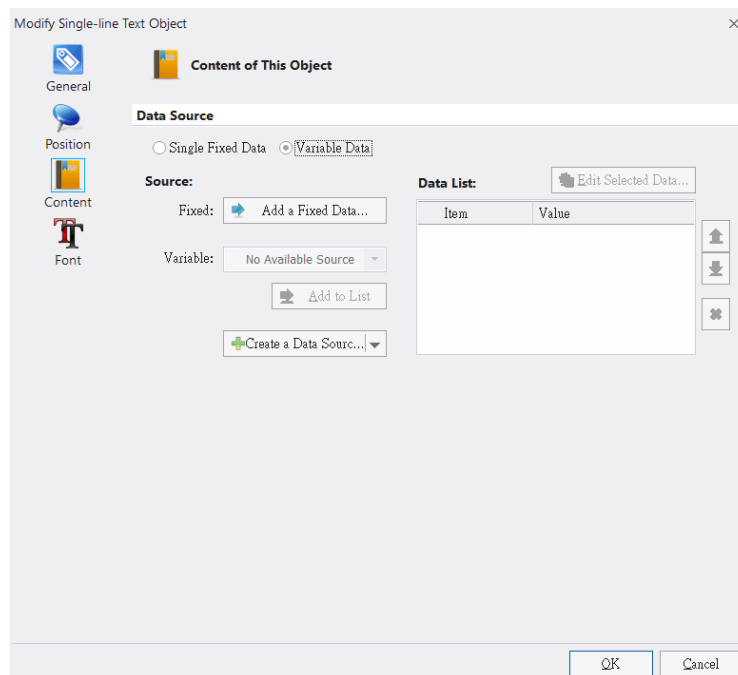 Modify Single-line Text Object
General
Position
Content
Font
Content of This Object
Data Source
Single Fixed Data Variable Data
Source:
Fixed: Add a Fixed Data...
Variable: No Available Source
Add to List
Create a Data Sourc...
Data List: Edit Selected Data...
Item Value
OK Cancel